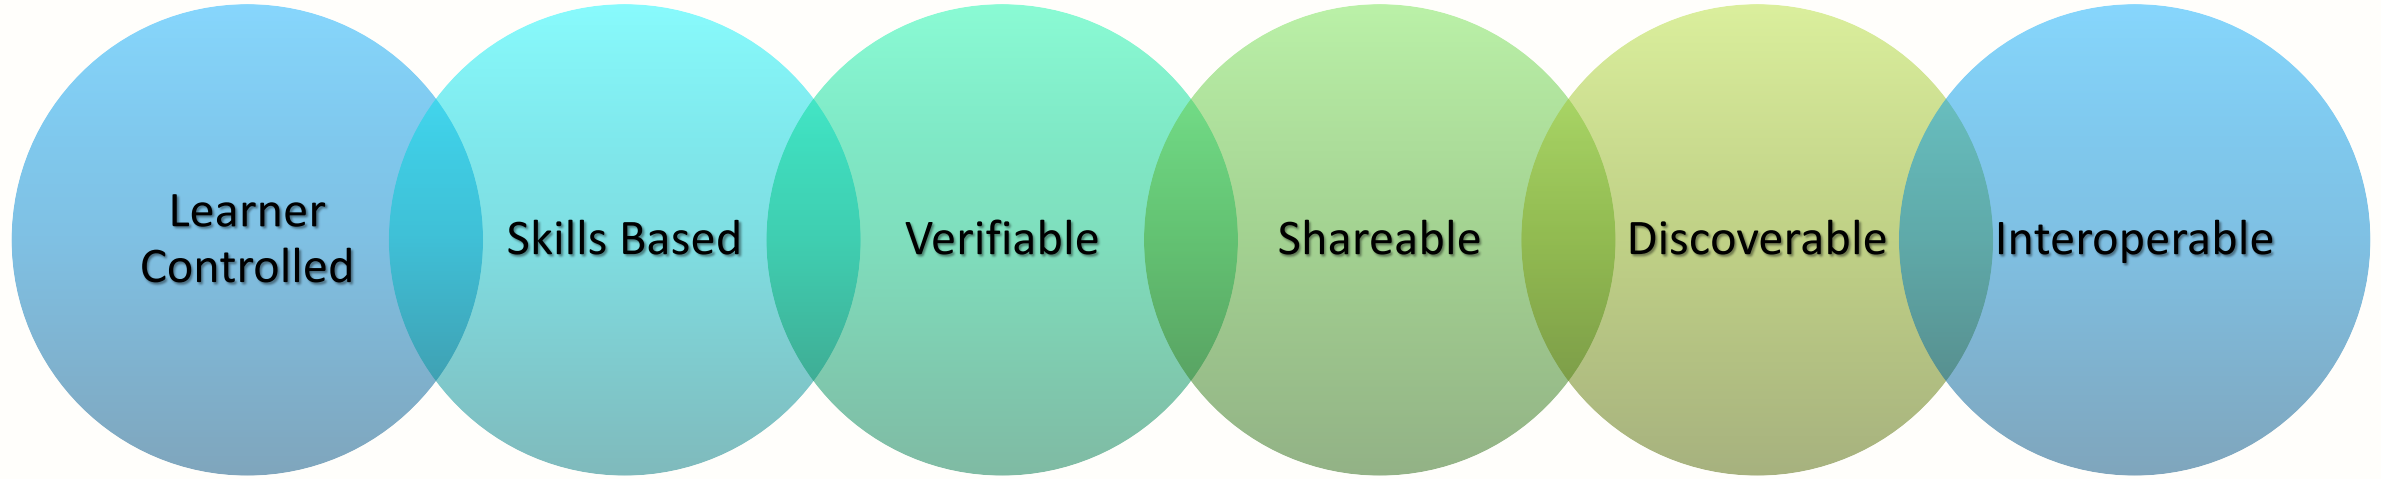 Learner
Controlled
Skills Based
Verifiable
Shareable
Discoverable
Interoperable